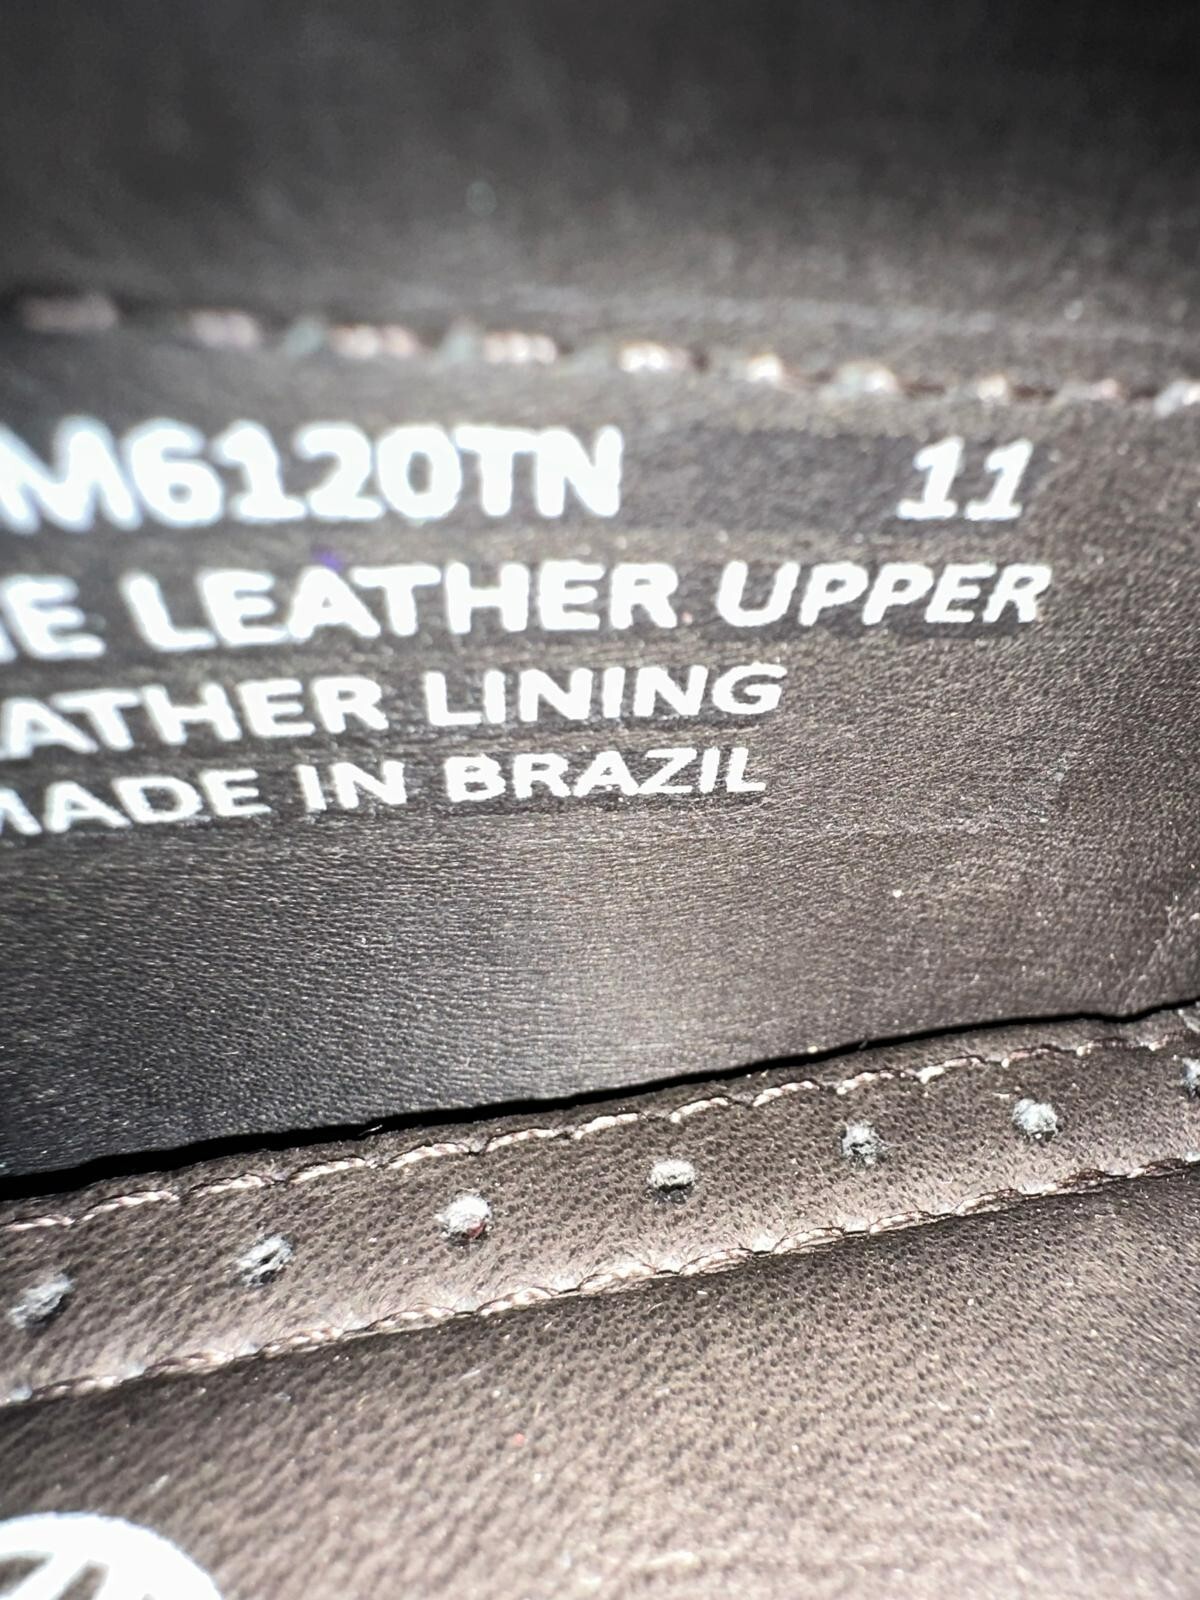 M6120TN 11
E LEATHER UPPER
ATHER LINING
MADE IN BRAZIL